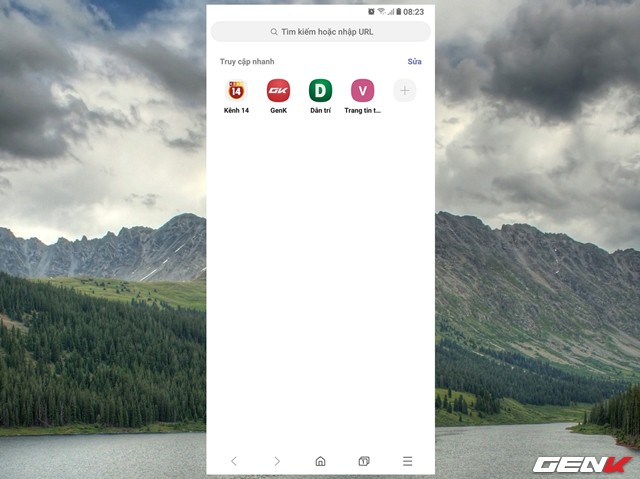 08:23
Tìm kiếm hoặc nhập URL
Truy cập nhanh
Sửa
14
GK
D
V
Kênh 14
GenK
Dân trí
Trang tin t...
1
GENK